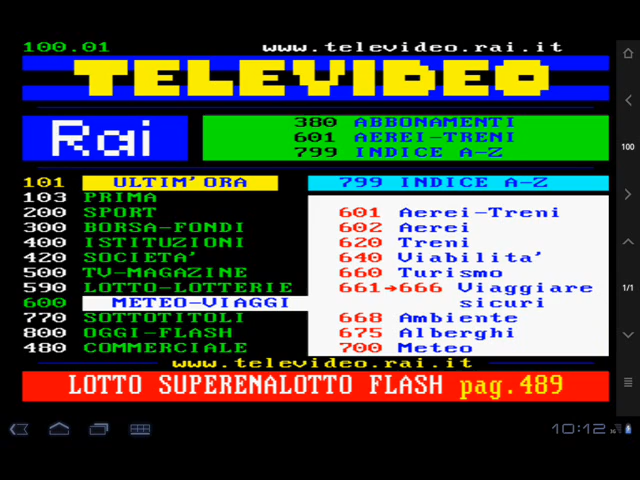 100.01 www.televideo.rai.it
TELEVIDEO
Rai
380 ABBONAMENTI
601 AEREI-TRENI
799 INDICE A-Z
101 ULTIM'ORA
103 PRIMA
200 SPORT
300 BORSA-FONDI
400 ISTITUZIONI
420 SOCIETA'
500 TV-MAGAZINE
590 LOTTO-LOTTERIE
600 METEO-VIAGGI
770 SOTTOTITOLI
800 OGGI-FLASH
480 COMMERCIALE
799 INDICE A-Z
601 Aerei-Treni
602 Aerei
620 Treni
640 Viabilita'
660 Turismo
661→666 Viaggiare
sicuri
668 Ambiente
675 Alberghi
700 Meteo
www.televideo.rai.it
LOTTO SUPERENALOTTO FLASH pag.489
100
1/1
10:12
3G